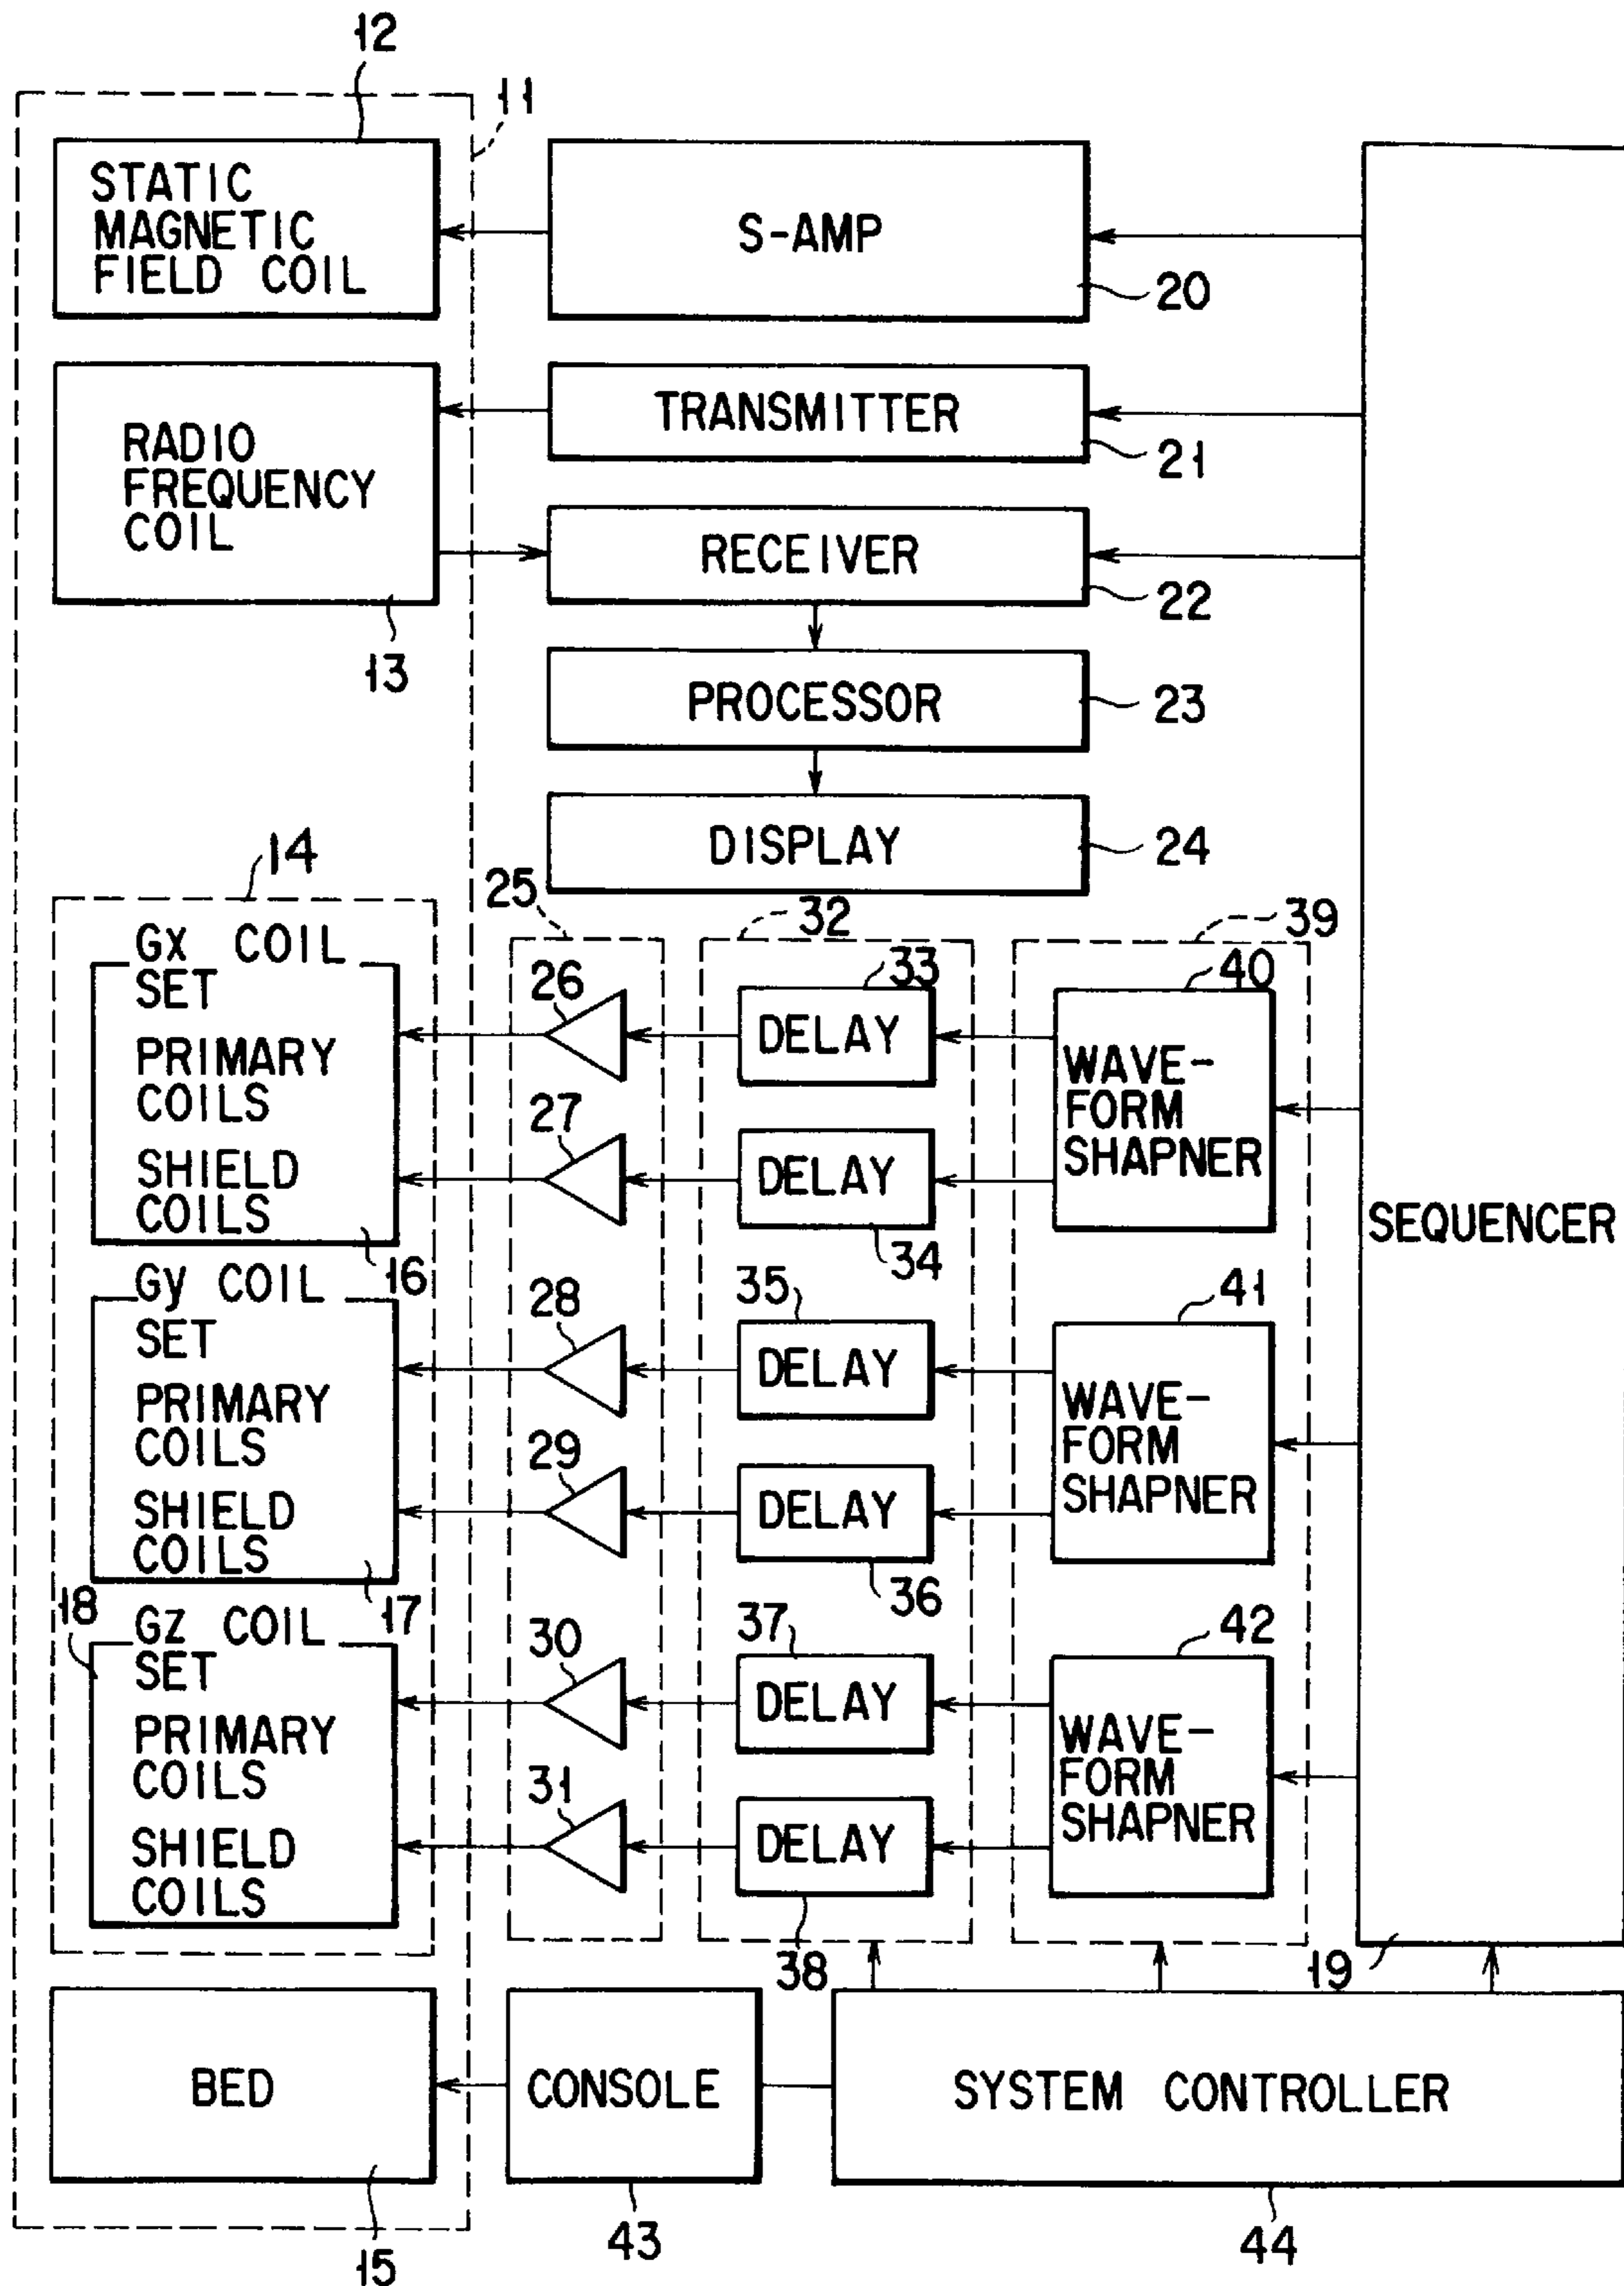 12
11
STATIC
MAGNETIC
FIELD COIL
S-AMP
20
RADIO
FREQUENCY
COIL
13
TRANSMITTER
21
RECEIVER
22
PROCESSOR
23
DISPLAY
24
SEQUENCER
19
14
25
32
39
Gx COIL
SET
PRIMARY
COILS
SHIELD
COILS
16
26
27
33
DELAY
DELAY
34
40
WAVE-
FORM
SHAPNER
Gy COIL
SET
PRIMARY
COILS
SHIELD
COILS
17
28
29
35
DELAY
DELAY
36
41
WAVE-
FORM
SHAPNER
18
Gz COIL
SET
PRIMARY
COILS
SHIELD
COILS
30
31
37
DELAY
DELAY
38
42
WAVE-
FORM
SHAPNER
BED
15
CONSOLE
43
SYSTEM CONTROLLER
44